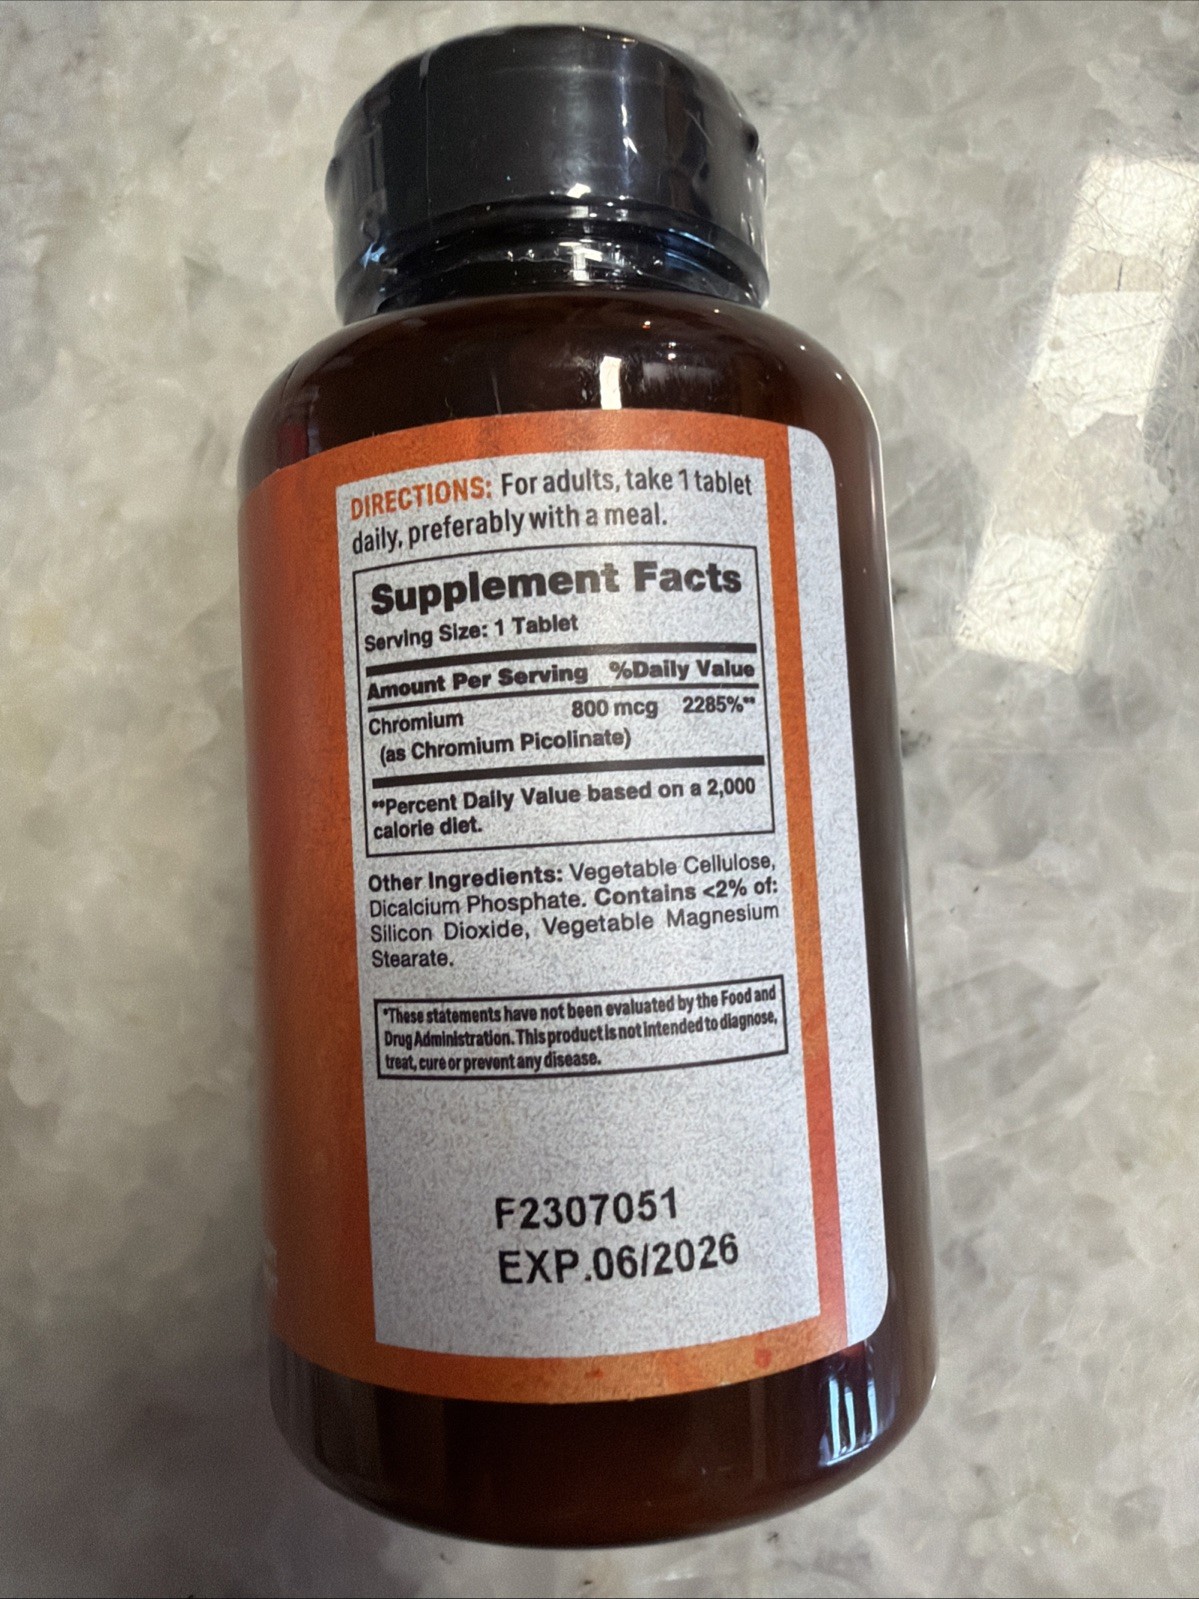 DIRECTIONS: For adults, take 1 tablet
daily, preferably with a meal.
Supplement Facts
Serving Size: 1 Tablet
Amount Per Serving %Daily Value
Chromium 800 mcg 2285%**
(as Chromium Picolinate)
**Percent Daily Value based on a 2,000
calorie diet.
Other Ingredients: Vegetable Cellulose,
Dicalcium Phosphate. Contains <2% of:
Silicon Dioxide, Vegetable Magnesium
Stearate.
*These statements have not been evaluated by the Food and
Drug Administration. This product is not intended to diagnose,
treat, cure or prevent any disease.
F2307051
EXP.06/2026